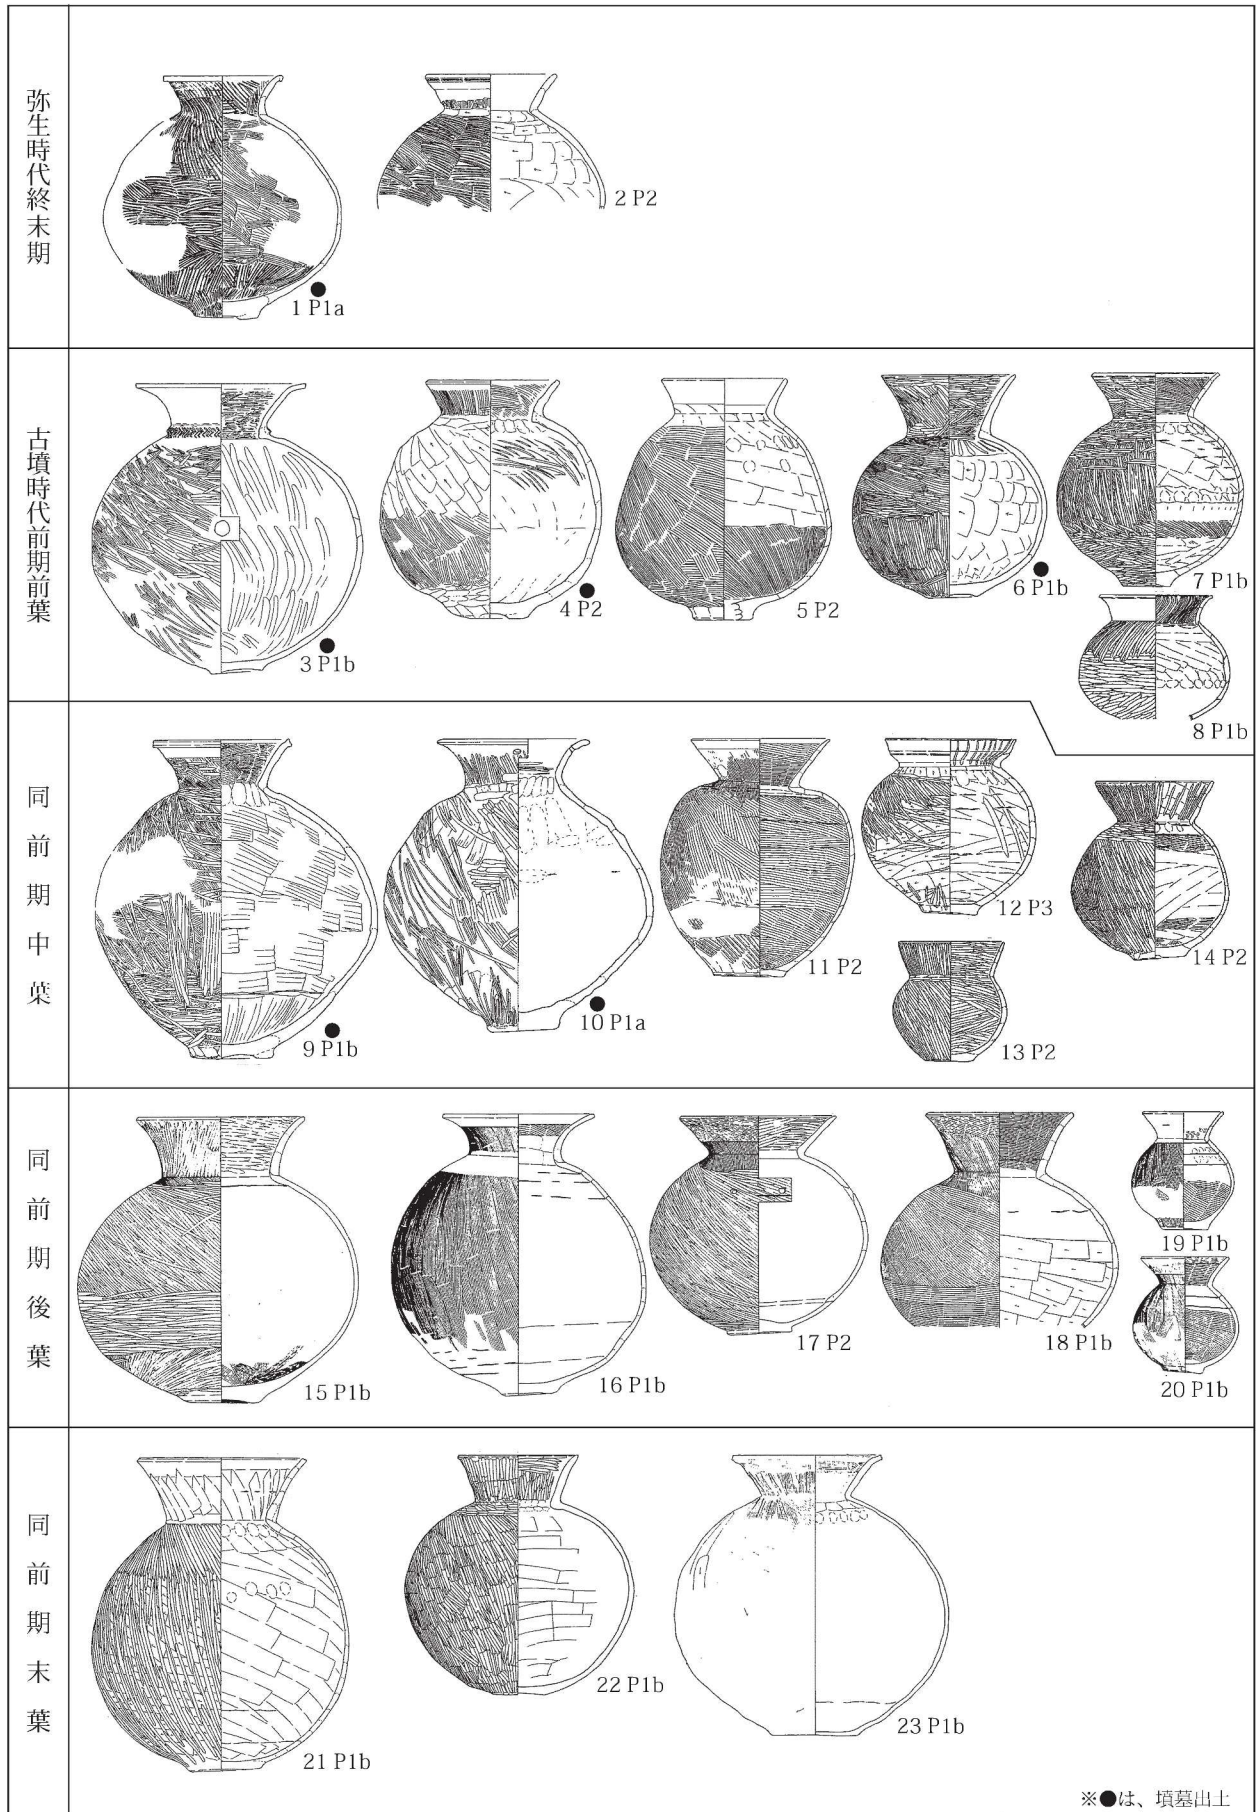 弥生時代終末期
● 1 P1a
2 P2
古墳時代前期前葉
● 3 P1b
● 4 P2
5 P2
● 6 P1b
7 P1b
8 P1b
同前期中葉
● 9 P1b
● 10 P1a
11 P2
12 P3
13 P2
14 P2
同前期後葉
15 P1b
16 P1b
17 P2
18 P1b
19 P1b
20 P1b
同前期末葉
21 P1b
22 P1b
23 P1b
※●は、墳墓出土